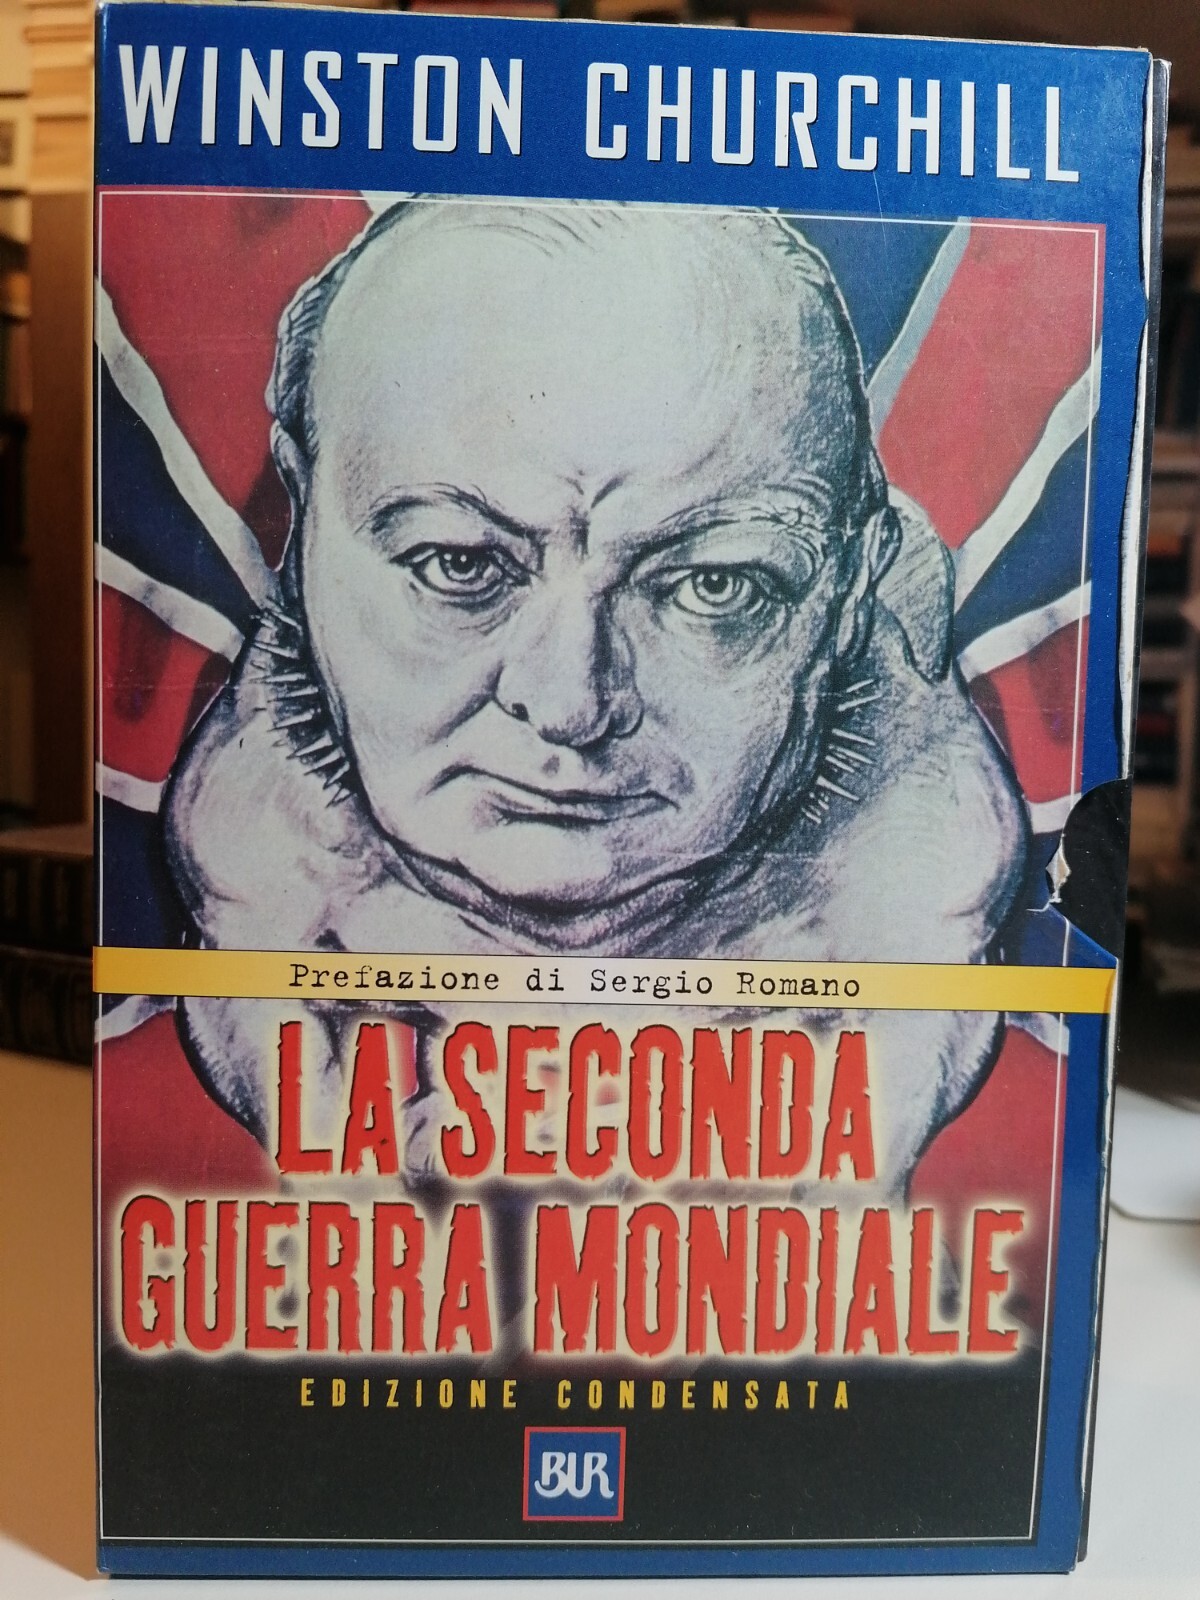 WINSTON CHURCHILL
Prefazione di Sergio Romano
LA SECONDA
GUERRA MONDIALE
EDIZIONE CONDENSATA
BUR